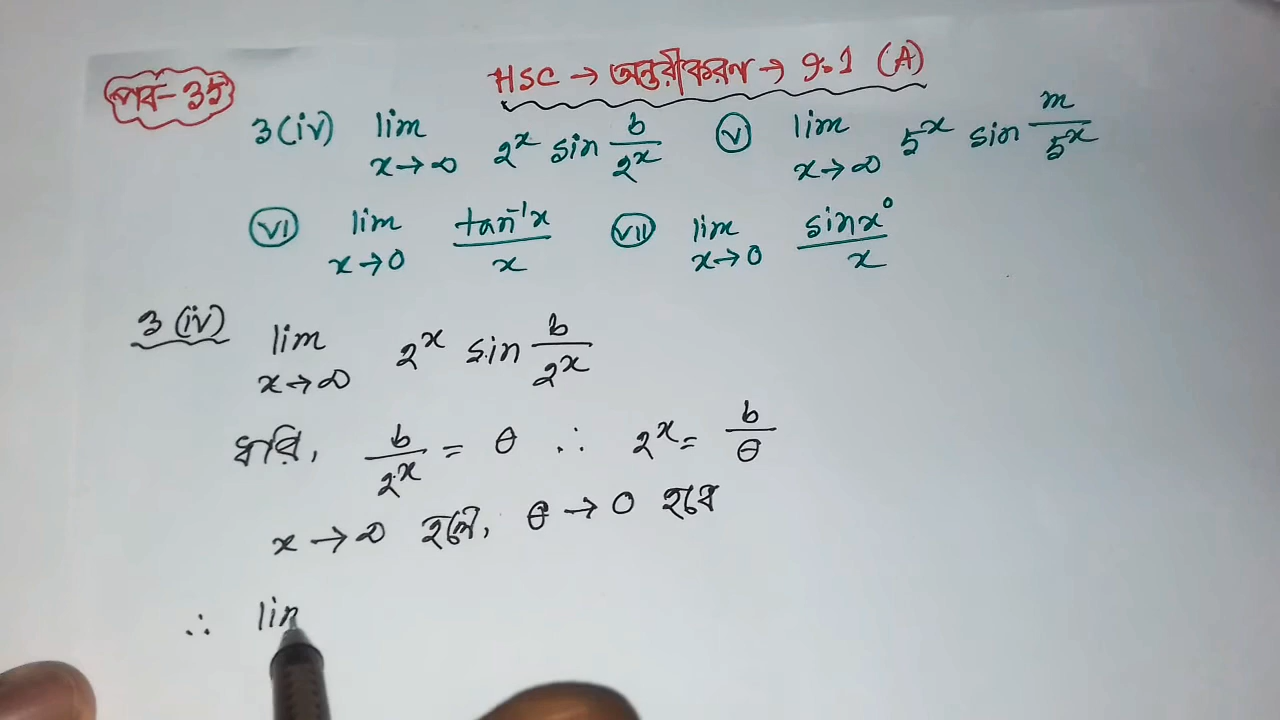 পর্ব-35
HSC → অন্তরীকরণ → 9.1 (A)
3(iv) lim x→∞ 2^x sin b/2^x (v) lim x→∞ 5^x sin m/5^x
(vi) lim x→0 tan⁻¹x/x (vii) lim x→0 sinx°/x
3(iv) lim x→∞ 2^x sin b/2^x
ধরি, b/2^x = θ ∴ 2^x = b/θ
x→∞ হলে, θ→0 হবে
∴ lim